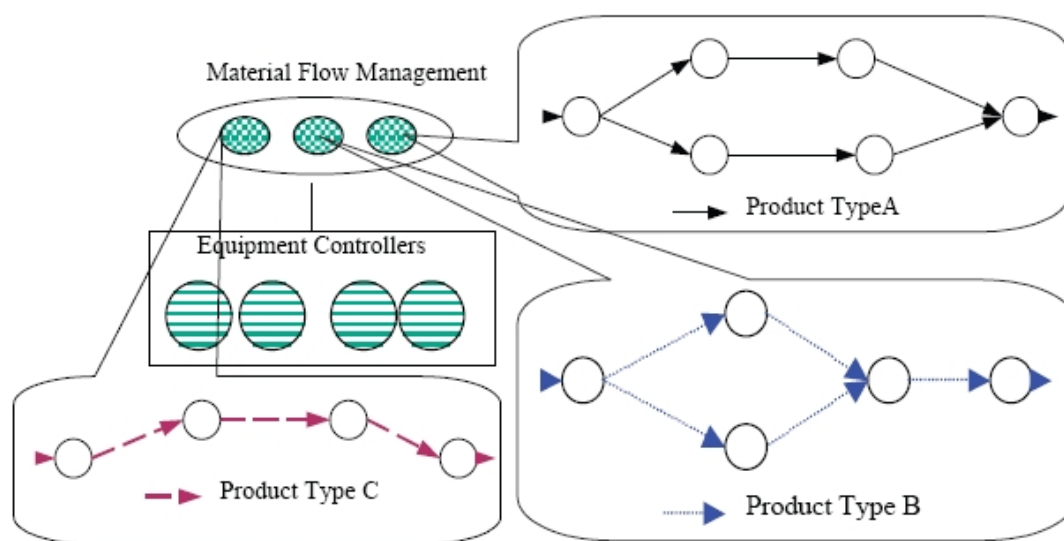 Material Flow Management
Product TypeA
Equipment Controllers
Product Type C
Product Type B